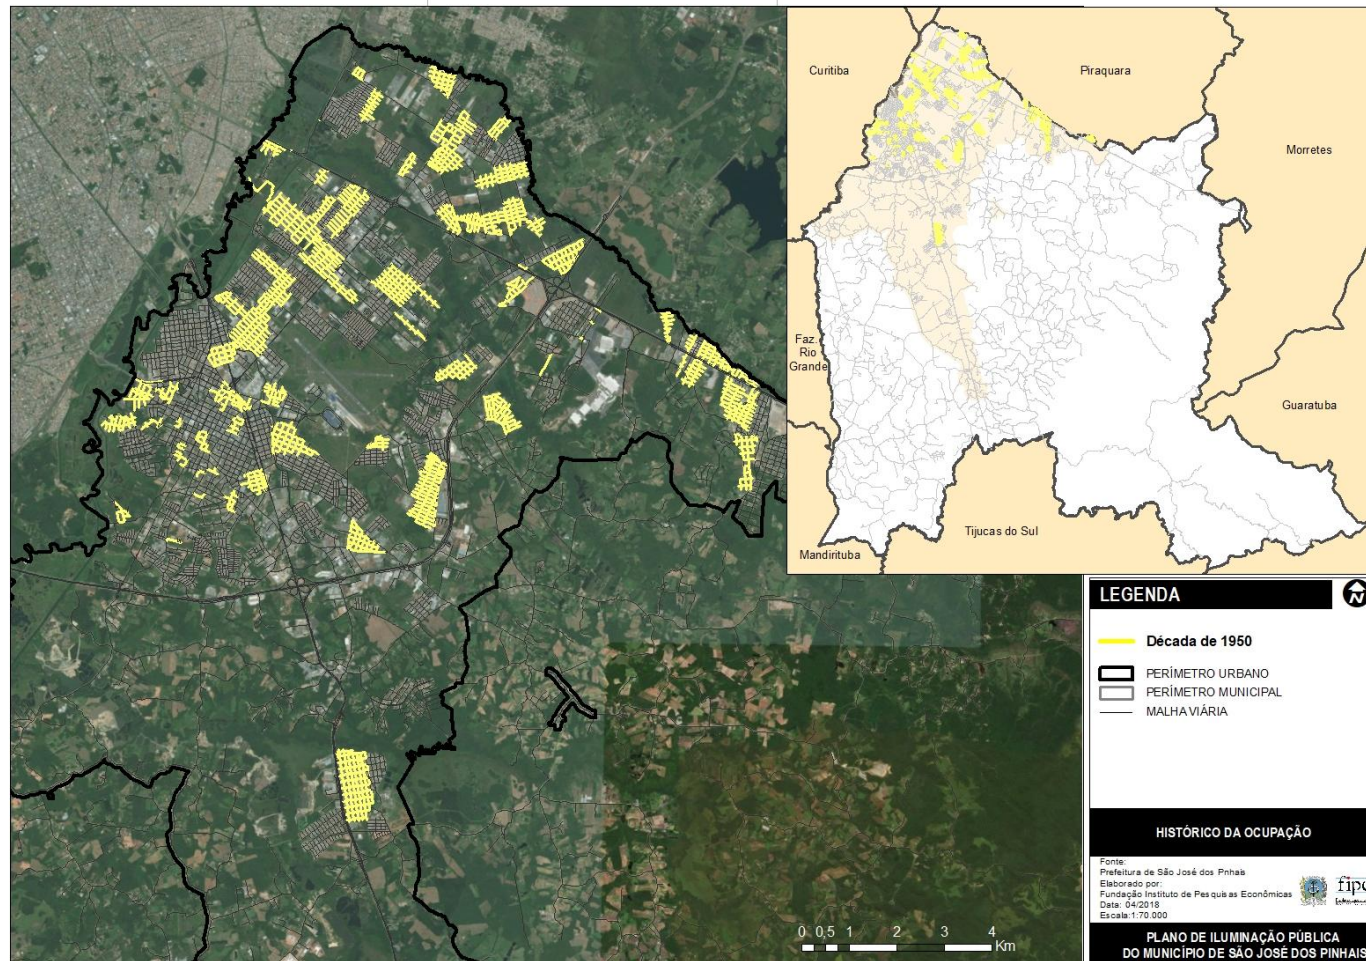 Curitiba
Piraquara
Morretes
Faz.
Rio
Grande
Guaratuba
Tijucas do Sul
Mandirituba
LEGENDA
N
Década de 1950
PERÍMETRO URBANO
PERÍMETRO MUNICIPAL
MALHA VIÁRIA
HISTÓRICO DA OCUPAÇÃO
Fonte:
Prefeitura de São José dos Pnhais
Elaborado por:
Fundação Instituto de Pesquisas Econômicas
Data: 04/2018
Escala:1:70.000
fipe
0 0,5 1 2 3 4
Km
PLANO DE ILUMINAÇÃO PÚBLICA
DO MUNICÍPIO DE SÃO JOSÉ DOS PINHAIS